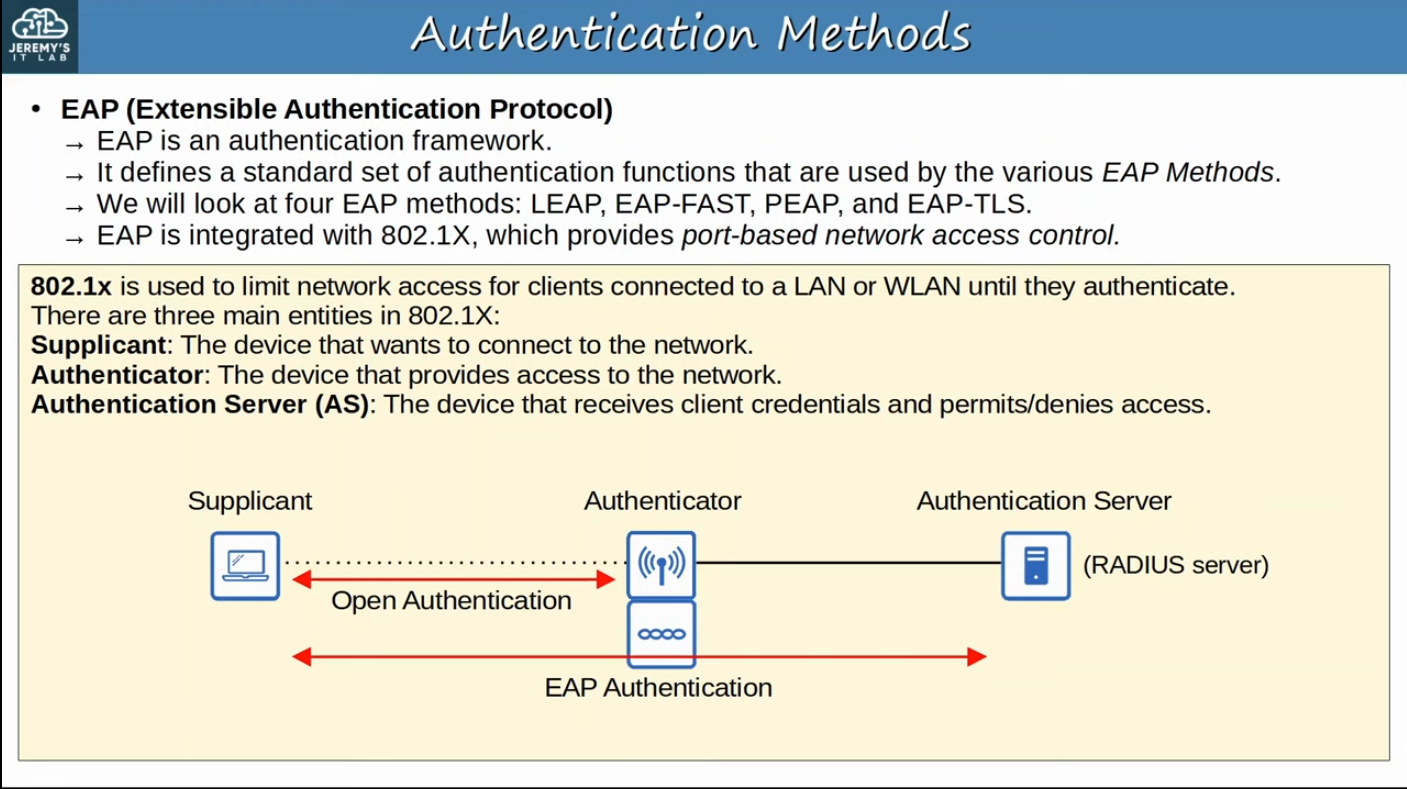 JEREMY'S
IT LAB
Authentication Methods
• EAP (Extensible Authentication Protocol)
→ EAP is an authentication framework.
→ It defines a standard set of authentication functions that are used by the various EAP Methods.
→ We will look at four EAP methods: LEAP, EAP-FAST, PEAP, and EAP-TLS.
→ EAP is integrated with 802.1X, which provides port-based network access control.
802.1x is used to limit network access for clients connected to a LAN or WLAN until they authenticate.
There are three main entities in 802.1X:
Supplicant: The device that wants to connect to the network.
Authenticator: The device that provides access to the network.
Authentication Server (AS): The device that receives client credentials and permits/denies access.
Supplicant
Authenticator
Authentication Server
(RADIUS server)
Open Authentication
EAP Authentication